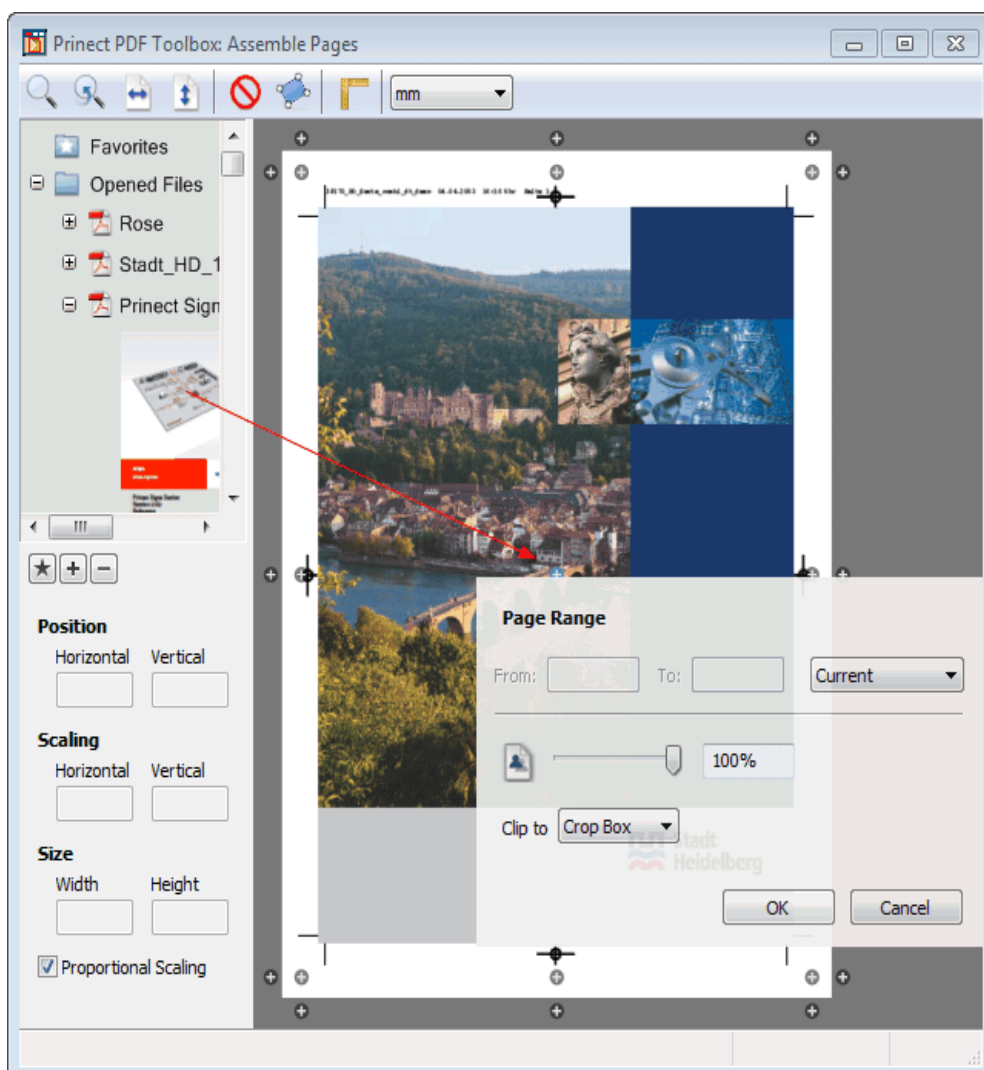 Prinect PDF Toolbox: Assemble Pages
mm
Favorites
Opened Files
Rose
Stadt_HD_1
Prinect Sign
Position
Horizontal Vertical
Scaling
Horizontal Vertical
Size
Width Height
Proportional Scaling
Page Range
From: To: Current
100%
Clip to Crop Box
Stadt
Heidelberg
OK Cancel